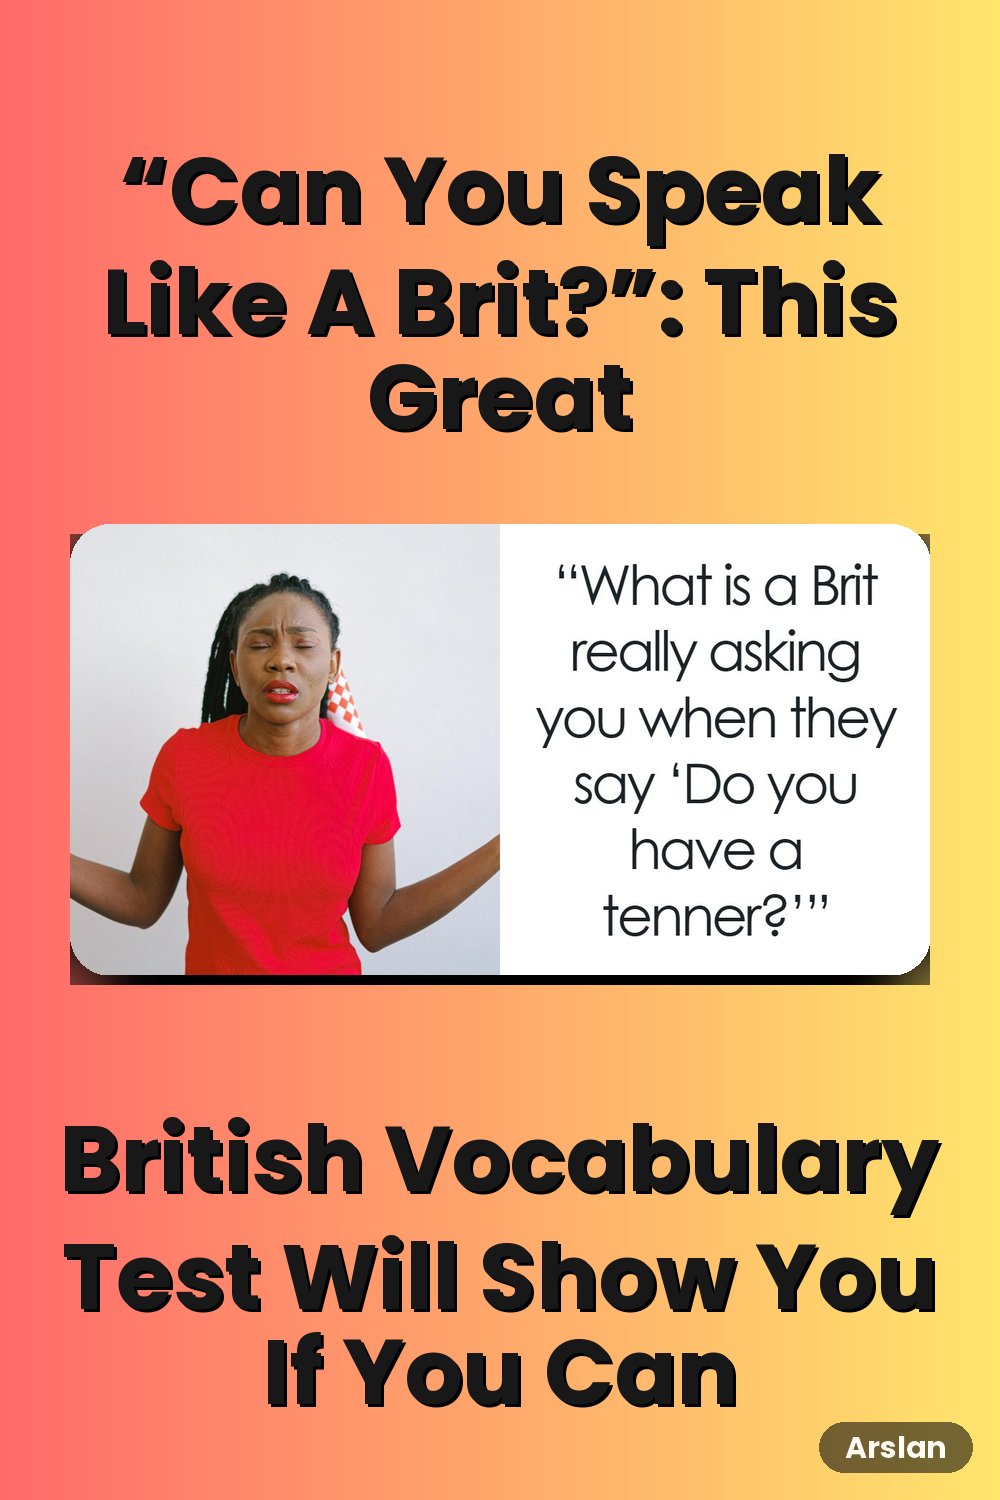 “Can You Speak
Like A Brit?”: This
Great
“What is a Brit
really asking
you when they
say ‘Do you
have a
tenner?’”
British Vocabulary
Test Will Show You
If You Can
Arslan